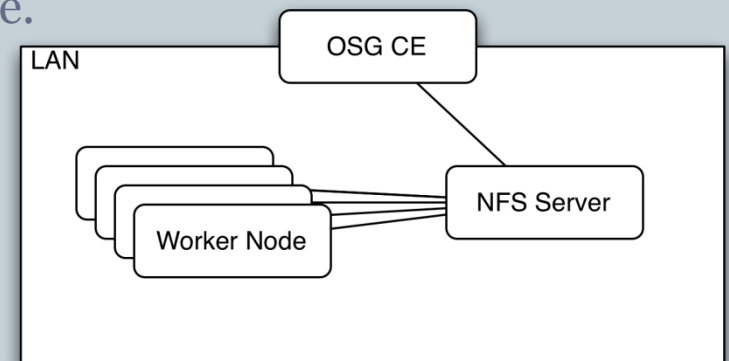 e.
OSG CE
LAN
NFS Server
Worker Node